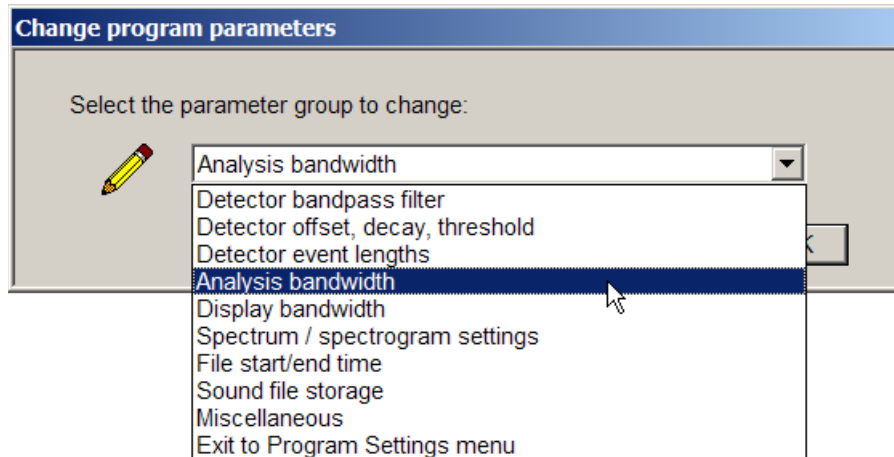 Change program parameters
Select the parameter group to change:
Analysis bandwidth
Detector bandpass filter
Detector offset, decay, threshold
Detector event lengths
Analysis bandwidth
Display bandwidth
Spectrum / spectrogram settings
File start/end time
Sound file storage
Miscellaneous
Exit to Program Settings menu